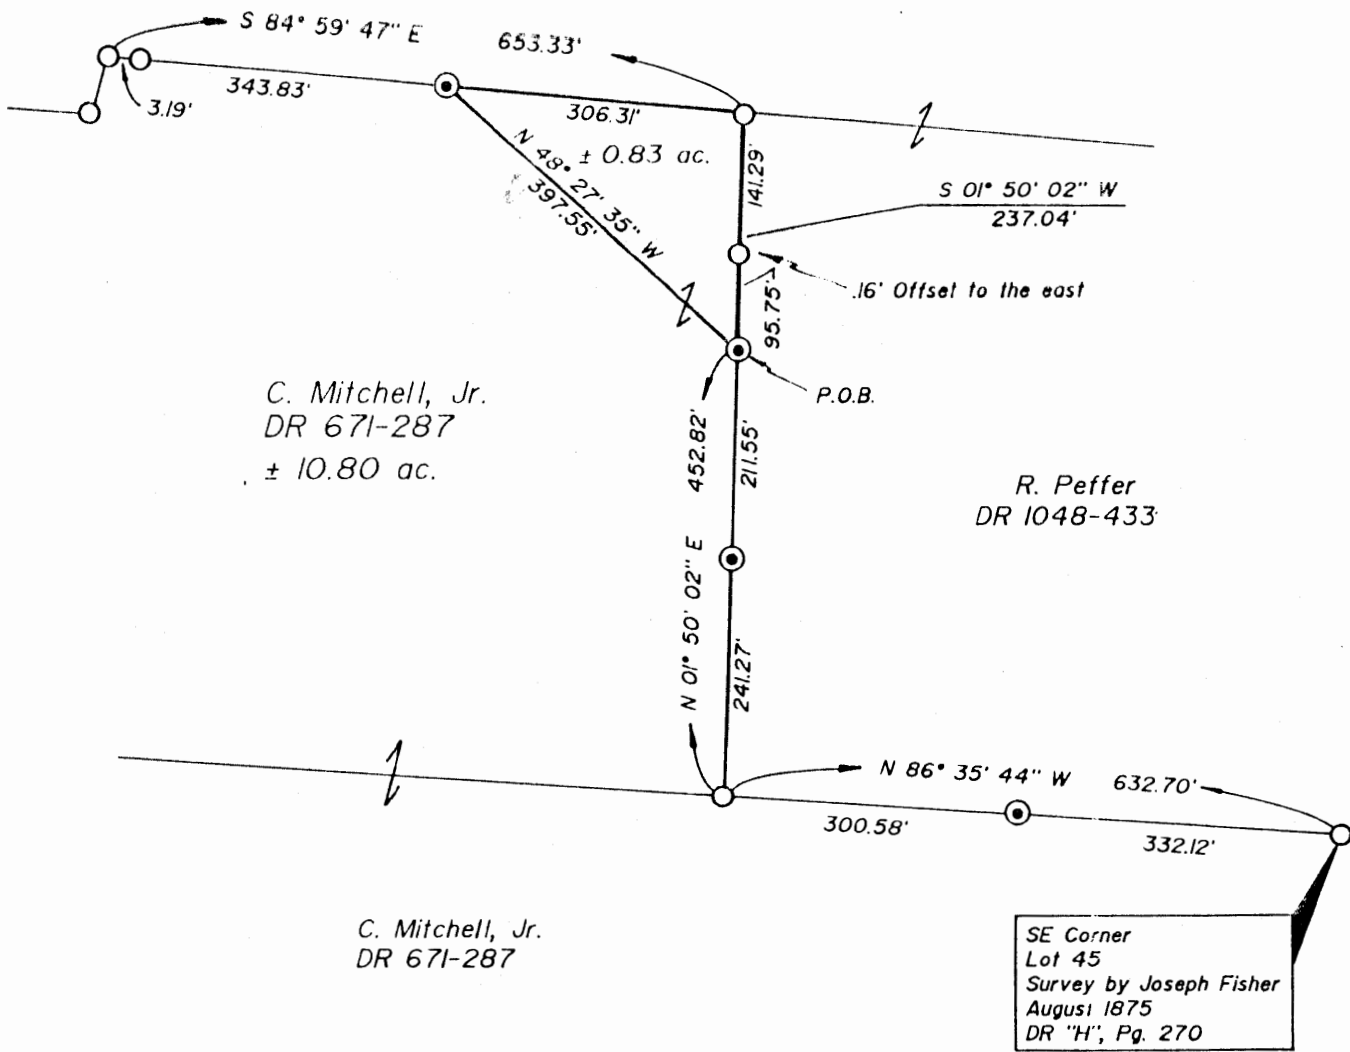 S 84° 59' 47" E
653.33'
3.19'
343.83'
306.31'
± 0.83 ac.
N 48° 27' 35" W
397.55'
141.29'
S 01° 50' 02" W
237.04'
.16' Offset to the east
95.75'
P.O.B.
C. Mitchell, Jr.
DR 671-287
± 10.80 ac.
452.82'
211.55'
R. Peffer
DR 1048-433
N 01° 50' 02" E
241.27'
N 86° 35' 44" W
632.70'
300.58'
332.12'
C. Mitchell, Jr.
DR 671-287
SE Corner
Lot 45
Survey by Joseph Fisher
August 1875
DR "H", Pg. 270